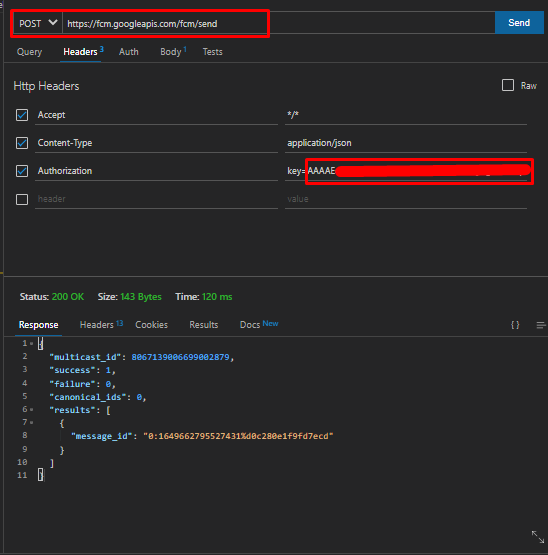 POST https://fcm.googleapis.com/fcm/send Send
Query Headers 3 Auth Body 1 Tests
Http Headers Raw
Accept */*
Content-Type application/json
Authorization key=AAAAE
header value
Status: 200 OK Size: 143 Bytes Time: 120 ms
Response Headers 13 Cookies Results Docs New { }
1 {
2 "multicast_id": 8067139006699002879,
3 "success": 1,
4 "failure": 0,
5 "canonical_ids": 0,
6 "results": [
7 {
8 "message_id": "0:1649662795527431%d0c280e1f9fd7ecd"
9 }
10 ]
11 }